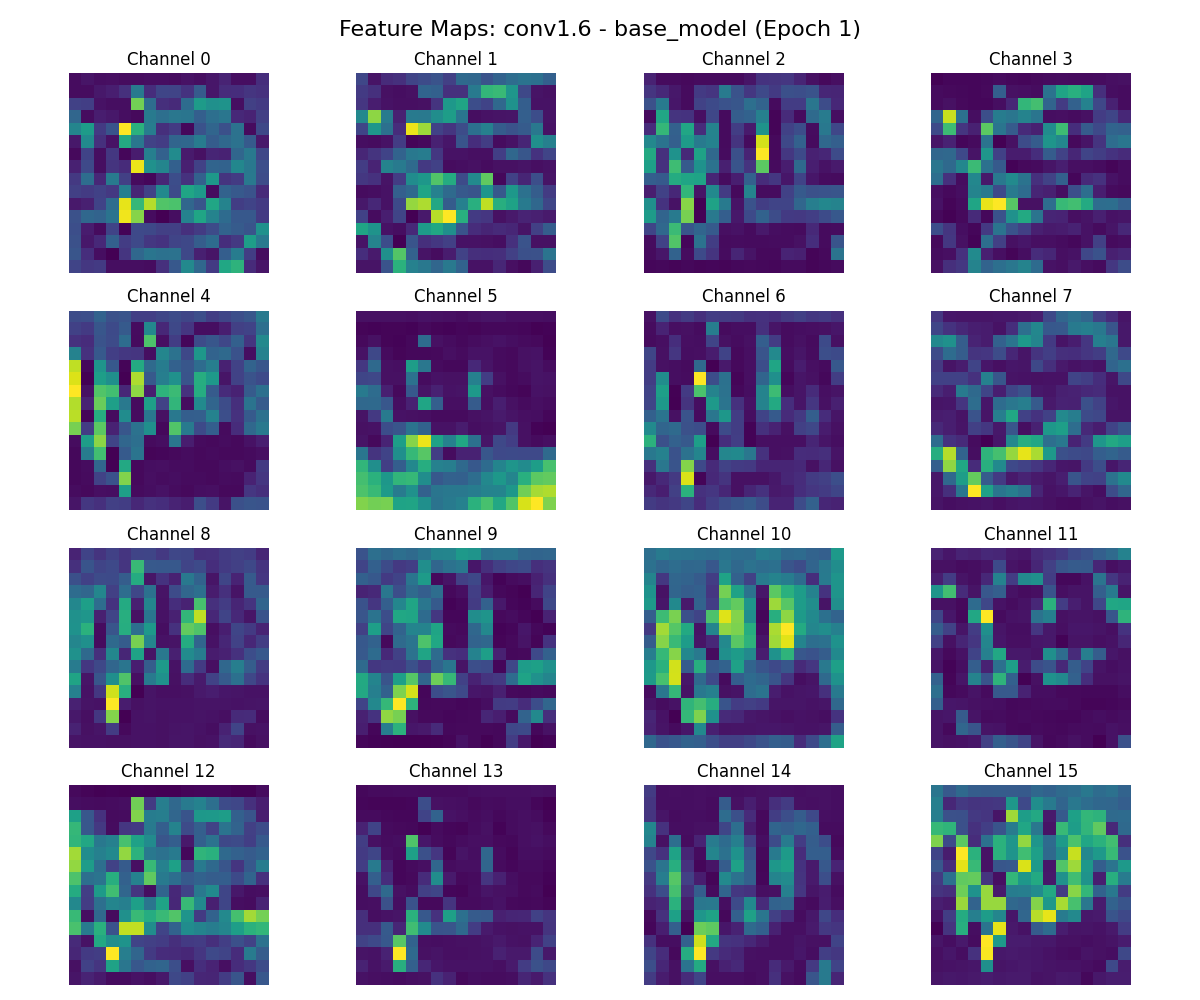 Feature Maps: conv1.6 - base_model (Epoch 1)
Channel 0
Channel 1
Channel 2
Channel 3
Channel 4
Channel 5
Channel 6
Channel 7
Channel 8
Channel 9
Channel 10
Channel 11
Channel 12
Channel 13
Channel 14
Channel 15